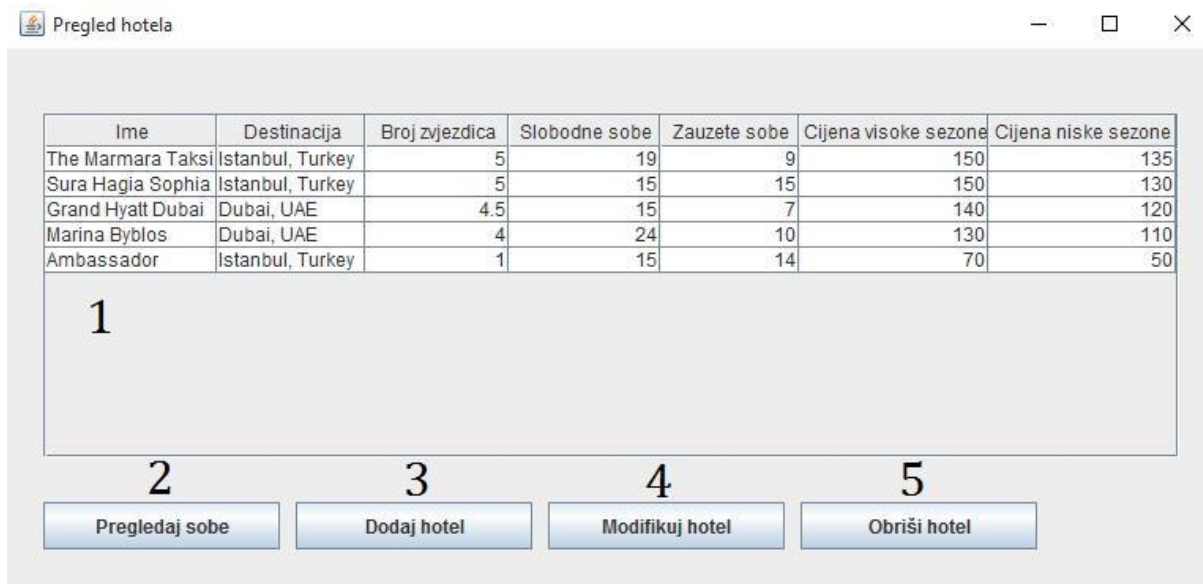 Pregled hotela
Ime Destinacija Broj zvjezdica Slobodne sobe Zauzete sobe Cijena visoke sezone Cijena niske sezone
The Marmara Taksi Istanbul, Turkey 5 19 9 150 135
Sura Hagia Sophia Istanbul, Turkey 5 15 15 150 130
Grand Hyatt Dubai Dubai, UAE 4.5 15 7 140 120
Marina Byblos Dubai, UAE 4 24 10 130 110
Ambassador Istanbul, Turkey 1 15 14 70 50
1
2 3 4 5
Pregledaj sobe Dodaj hotel Modifikuj hotel Obriši hotel